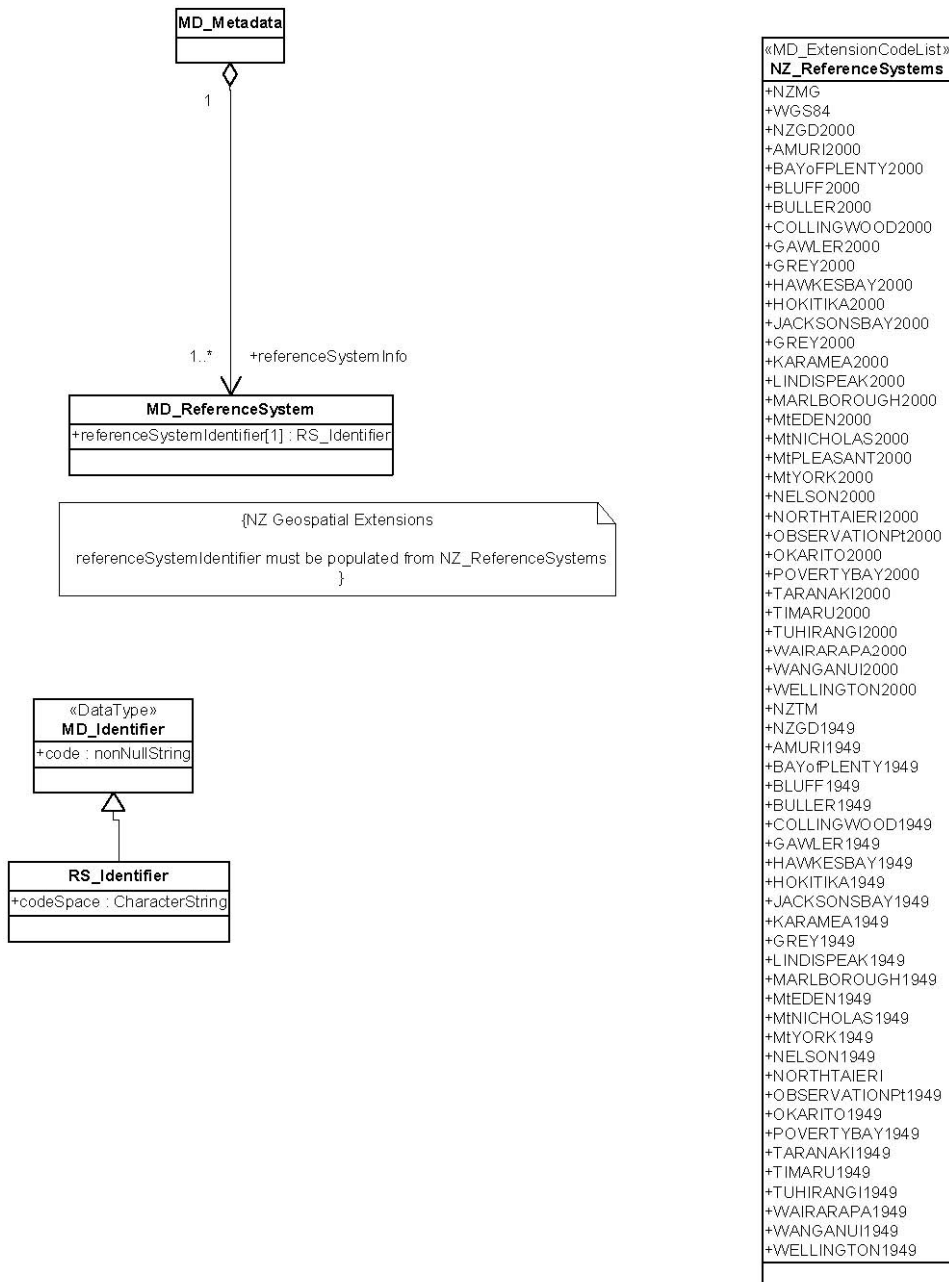 MD_Metadata
1
1..*
+referenceSystemInfo
MD_ReferenceSystem
+referenceSystemIdentifier[1] : RS_Identifier
{NZ Geospatial Extensions
referenceSystemIdentifier must be populated from NZ_ReferenceSystems
}
«DataType»
MD_Identifier
+code : nonNullString
RS_Identifier
+codeSpace : CharacterString
«MD_ExtensionCodeList»
NZ_ReferenceSystems
+NZMG
+WGS84
+NZGD2000
+AMURI2000
+BAYoFPLENTY2000
+BLUFF2000
+BULLER2000
+COLLINGWOOD2000
+GAWLER2000
+GREY2000
+HAWKESBAY2000
+HOKITIKA2000
+JACKSONSBAY2000
+GREY2000
+KARAMEA2000
+LINDISPEAK2000
+MARLBOROUGH2000
+MtEDEN2000
+MtNICHOLAS2000
+MtPLEASANT2000
+MtYORK2000
+NELSON2000
+NORTHTAIERI2000
+OBSERVATIONPt2000
+OKARITO2000
+POVERTYBAY2000
+TARANAKI2000
+TIMARU2000
+TUHIRANGI2000
+WAIRARAPA2000
+WANGANUI2000
+WELLINGTON2000
+NZTM
+NZGD1949
+AMURI1949
+BAYofPLENTY1949
+BLUFF1949
+BULLER1949
+COLLINGWOOD1949
+GAWLER1949
+HAWKESBAY1949
+HOKITIKA1949
+JACKSONSBAY1949
+KARAMEA1949
+GREY1949
+LINDISPEAK1949
+MARLBOROUGH1949
+MtEDEN1949
+MtNICHOLAS1949
+MtYORK1949
+NELSON1949
+NORTHTAIERI
+OBSERVATIONPt1949
+OKARITO1949
+POVERTYBAY1949
+TARANAKI1949
+TIMARU1949
+TUHIRANGI1949
+WAIRARAPA1949
+WANGANUI1949
+WELLINGTON1949